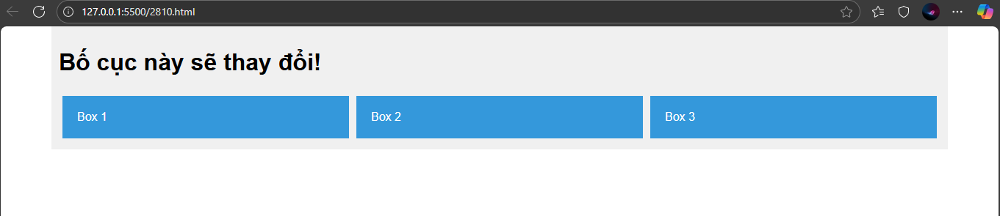 127.0.0.1:5500/2810.html
Bố cục này sẽ thay đổi!
Box 1
Box 2
Box 3